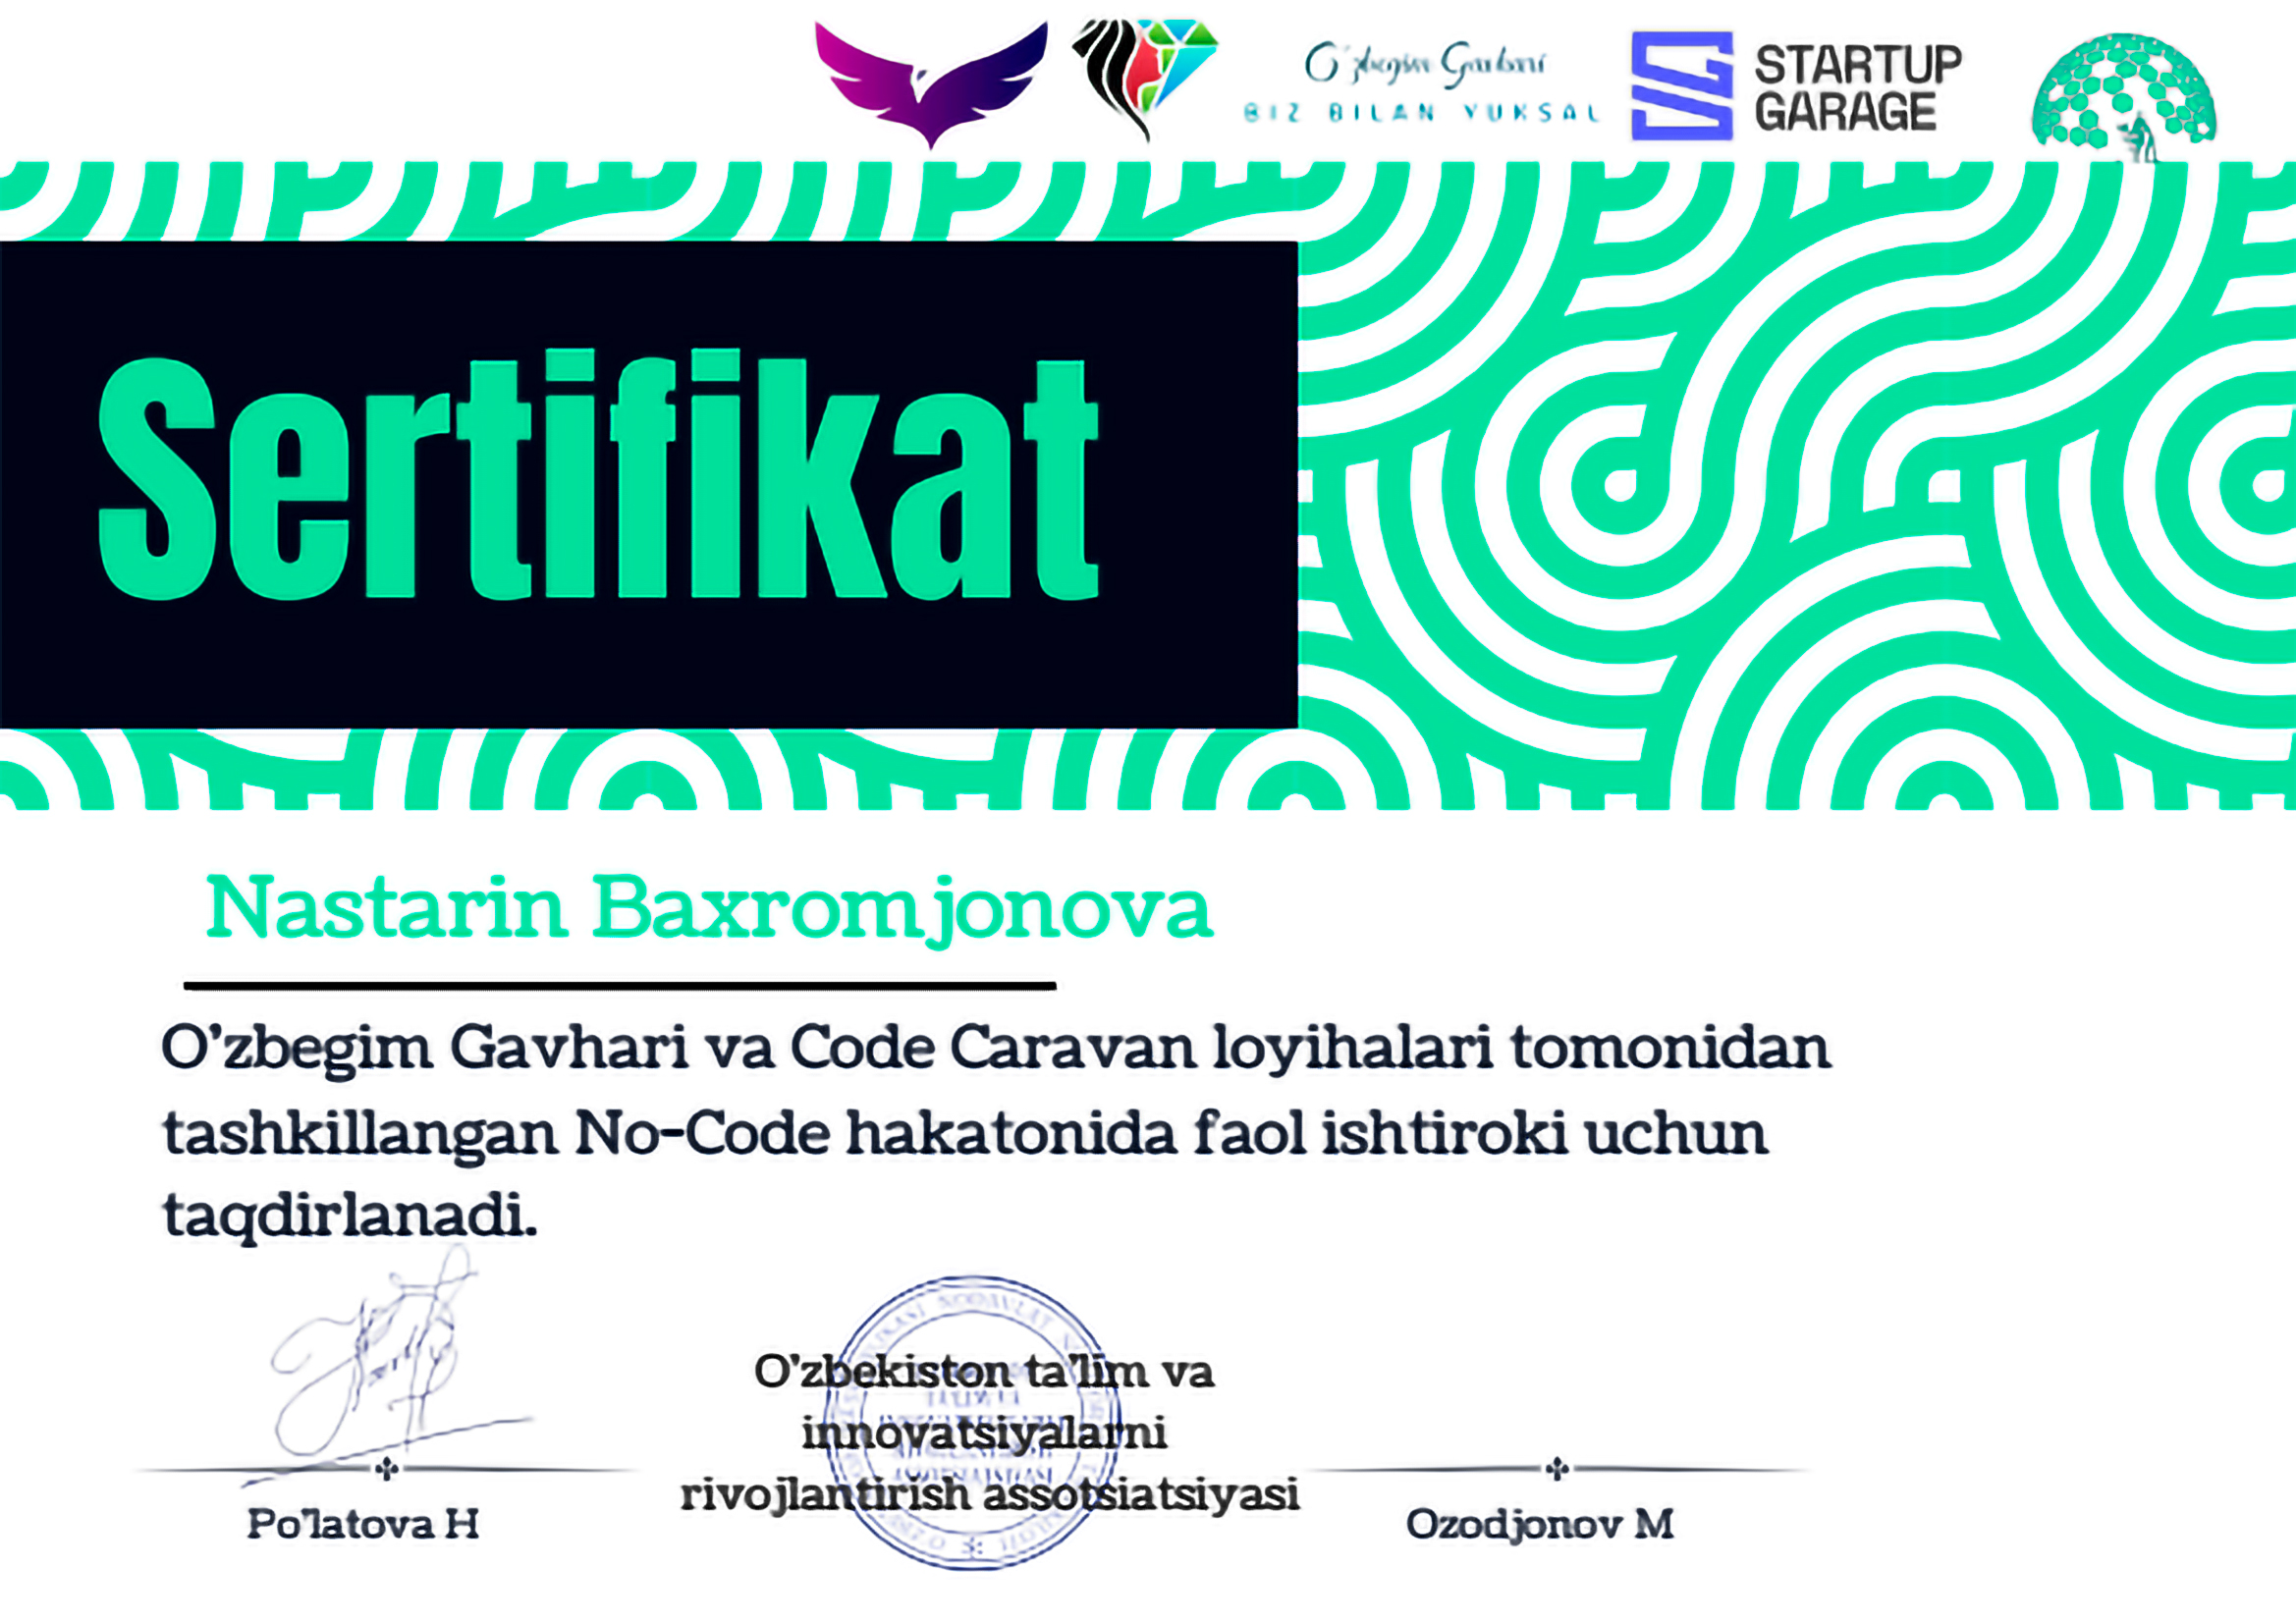 O'zbegim Gavhari
BIZ BILAN YUKSAL
STARTUP
GARAGE
Sertifikat
Nastarin Baxromjonova
O'zbegim Gavhari va Code Caravan loyihalari tomonidan
tashkillangan No-Code hakatonida faol ishtiroki uchun
taqdirlanadi.
O'zbekiston ta'lim va
innovatsiyalarni
rivojlantirish assotsiatsiyasi
Po'latova H
Ozodjonov M